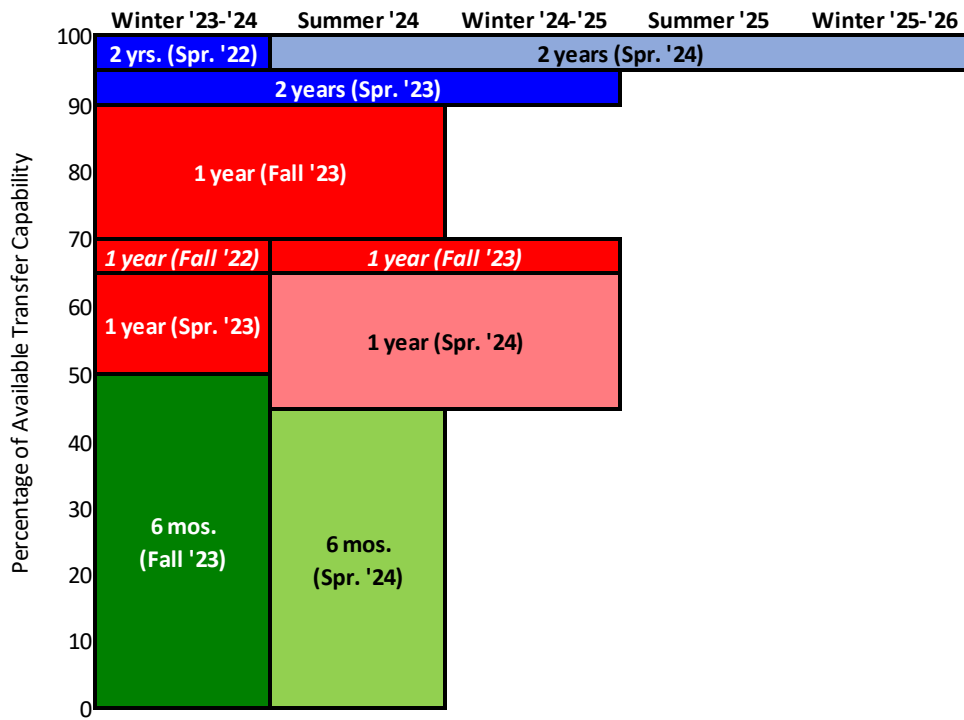 Winter '23-'24 Summer '24 Winter '24-'25 Summer '25 Winter '25-'26
100
2 yrs. (Spr. '22) 2 years (Spr. '24)
2 years (Spr. '23)
90
80
1 year (Fall '23)
70
1 year (Fall '22) 1 year (Fall '23)
60
1 year (Spr. '23) 1 year (Spr. '24)
50
40
30
6 mos.
(Fall '23)
6 mos.
(Spr. '24)
20
10
0
Percentage of Available Transfer Capability